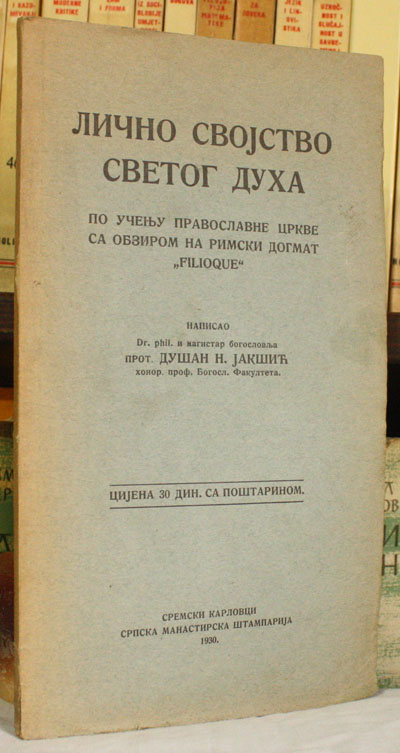 ЛИЧНО СВОЈСТВО
СВЕТОГ ДУХА
ПО УЧЕЊУ ПРАВОСЛАВНЕ ЦРКВЕ
СА ОБЗИРОМ НА РИМСКИ ДОГМАТ
„FILIOQUE“
НАПИСАО
Dr. phil. и магистар богословља
ПРОТ. ДУШАН Н. ЈАКШИЋ
хонор. проф. Богосл. Факултета.
ЦИЈЕНА 30 ДИН. СА ПОШТАРИНОМ.
СРЕМСКИ КАРЛОВЦИ
СРПСКА МАНАСТИРСКА ШТАМПАРИЈА
1930.